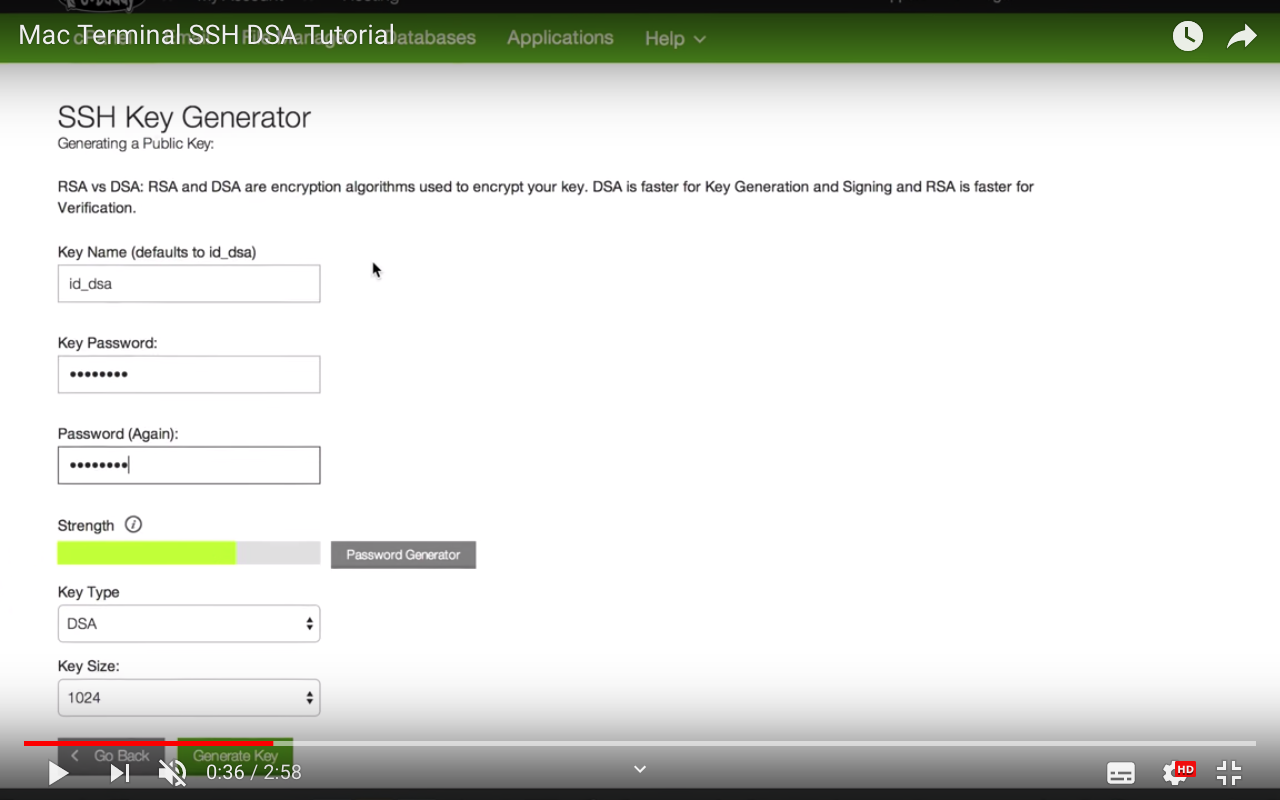 Mac Terminal SSH DSA Tutorial
Databases Applications Help
SSH Key Generator
Generating a Public Key:
RSA vs DSA: RSA and DSA are encryption algorithms used to encrypt your key. DSA is faster for Key Generation and Signing and RSA is faster for
Verification.
Key Name (defaults to id_dsa)
id_dsa
Key Password:
Password (Again):
Strength
Password Generator
Key Type
DSA
Key Size:
1024
Go Back Generate Key
0:36 / 2:58
HD